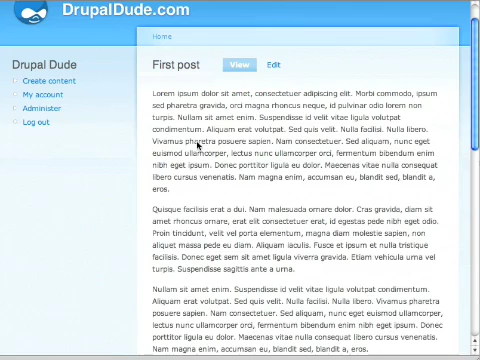 DrupalDude.com
Home
Drupal Dude
Create content
My account
Administer
Log out
First post
View
Edit
Lorem ipsum dolor sit amet, consectetuer adipiscing elit. Morbi commodo, ipsum
sed pharetra gravida, orci magna rhoncus neque, id pulvinar odio lorem non
turpis. Nullam sit amet enim. Suspendisse id velit vitae ligula volutpat
condimentum. Aliquam erat volutpat. Sed quis velit. Nulla facilisi. Nulla libero.
Vivamus pharetra posuere sapien. Nam consectetuer. Sed aliquam, nunc eget
euismod ullamcorper, lectus nunc ullamcorper orci, fermentum bibendum enim
nibh eget ipsum. Donec porttitor ligula eu dolor. Maecenas vitae nulla consequat
libero cursus venenatis. Nam magna enim, accumsan eu, blandit sed, blandit a,
eros.
Quisque facilisis erat a dui. Nam malesuada ornare dolor. Cras gravida, diam sit
amet rhoncus ornare, erat elit consectetuer erat, id egestas pede nibh eget odio.
Proin tincidunt, velit vel porta elementum, magna diam molestie sapien, non
aliquet massa pede eu diam. Aliquam iaculis. Fusce et ipsum et nulla tristique
facilisis. Donec eget sem sit amet ligula viverra gravida. Etiam vehicula urna vel
turpis. Suspendisse sagittis ante a urna.
Nullam sit amet enim. Suspendisse id velit vitae ligula volutpat condimentum.
Aliquam erat volutpat. Sed quis velit. Nulla facilisi. Nulla libero. Vivamus pharetra
posuere sapien. Nam consectetuer. Sed aliquam, nunc eget euismod ullamcorper,
lectus nunc ullamcorper orci, fermentum bibendum enim nibh eget ipsum. Donec
porttitor ligula eu dolor. Maecenas vitae nulla consequat libero cursus
venenatis. Nam magna enim, accumsan eu, blandit sed, blandit a, eros.